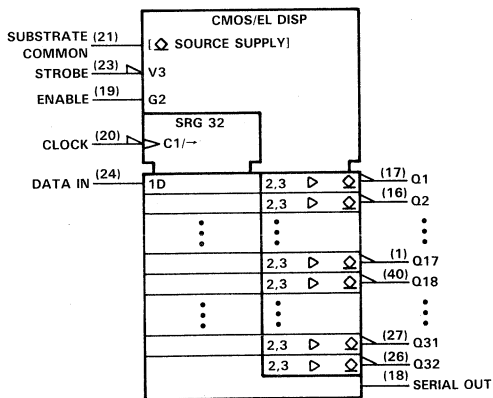 CMOS/EL DISP
SUBSTRATE COMMON (21) [ SOURCE SUPPLY]
STROBE (23) V3
ENABLE (19) G2
SRG 32
CLOCK (20) C1/→
DATA IN (24) 1D 2,3 (17) Q1
2,3 (16) Q2
2,3 (1) Q17
2,3 (40) Q18
2,3 (27) Q31
2,3 (26) Q32
(18) SERIAL OUT